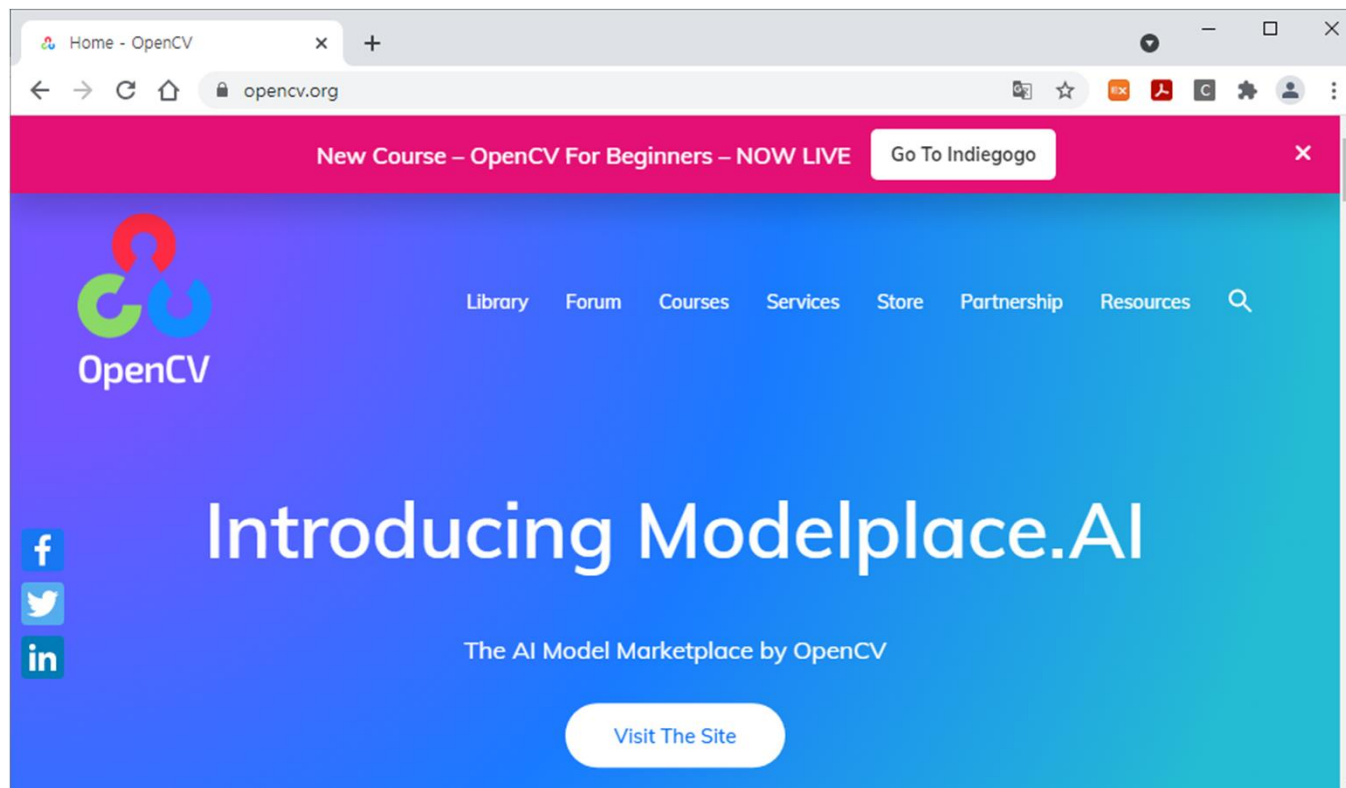 Home - OpenCV
opencv.org
New Course – OpenCV For Beginners – NOW LIVE Go To Indiegogo
OpenCV
Library Forum Courses Services Store Partnership Resources
Introducing Modelplace.AI
The AI Model Marketplace by OpenCV
Visit The Site